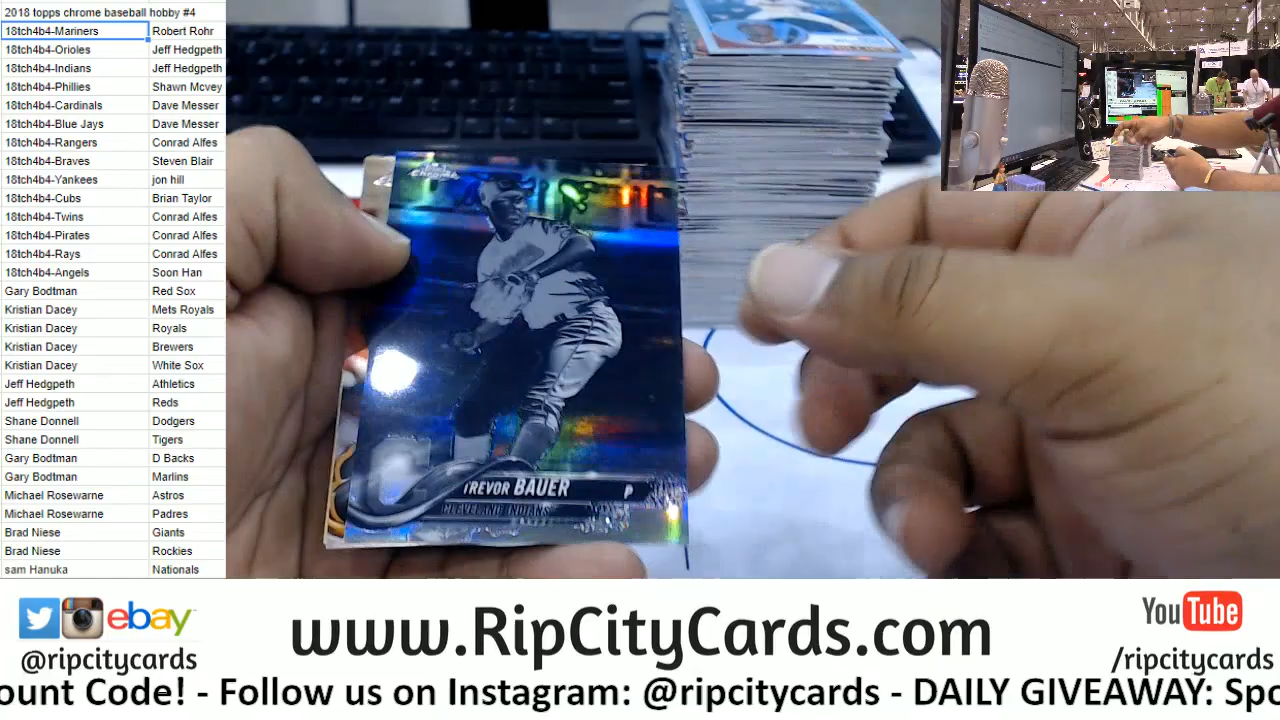 2018 topps chrome baseball hobby #4
18tch4b4-Mariners Robert Rohr
18tch4b4-Orioles Jeff Hedgpeth
18tch4b4-Indians Jeff Hedgpeth
18tch4b4-Phillies Shawn Mcvey
18tch4b4-Cardinals Dave Messer
18tch4b4-Blue Jays Dave Messer
18tch4b4-Rangers Conrad Alfes
18tch4b4-Braves Steven Blair
18tch4b4-Yankees jon hill
18tch4b4-Cubs Brian Taylor
18tch4b4-Twins Conrad Alfes
18tch4b4-Pirates Conrad Alfes
18tch4b4-Rays Conrad Alfes
18tch4b4-Angels Soon Han
Gary Bodtman Red Sox
Kristian Dacey Mets Royals
Kristian Dacey Royals
Kristian Dacey Brewers
Kristian Dacey White Sox
Jeff Hedgpeth Athletics
Jeff Hedgpeth Reds
Shane Donnell Dodgers
Shane Donnell Tigers
Gary Bodtman D Backs
Gary Bodtman Marlins
Michael Rosewarne Astros
Michael Rosewarne Padres
Brad Niese Giants
Brad Niese Rockies
sam Hanuka Nationals
Chrome
TREVOR BAUER P
CLEVELAND INDIANS
ebay
@ripcitycards
www.RipCityCards.com
YouTube
/ripcitycards
ount Code! - Follow us on Instagram: @ripcitycards - DAILY GIVEAWAY: Spo